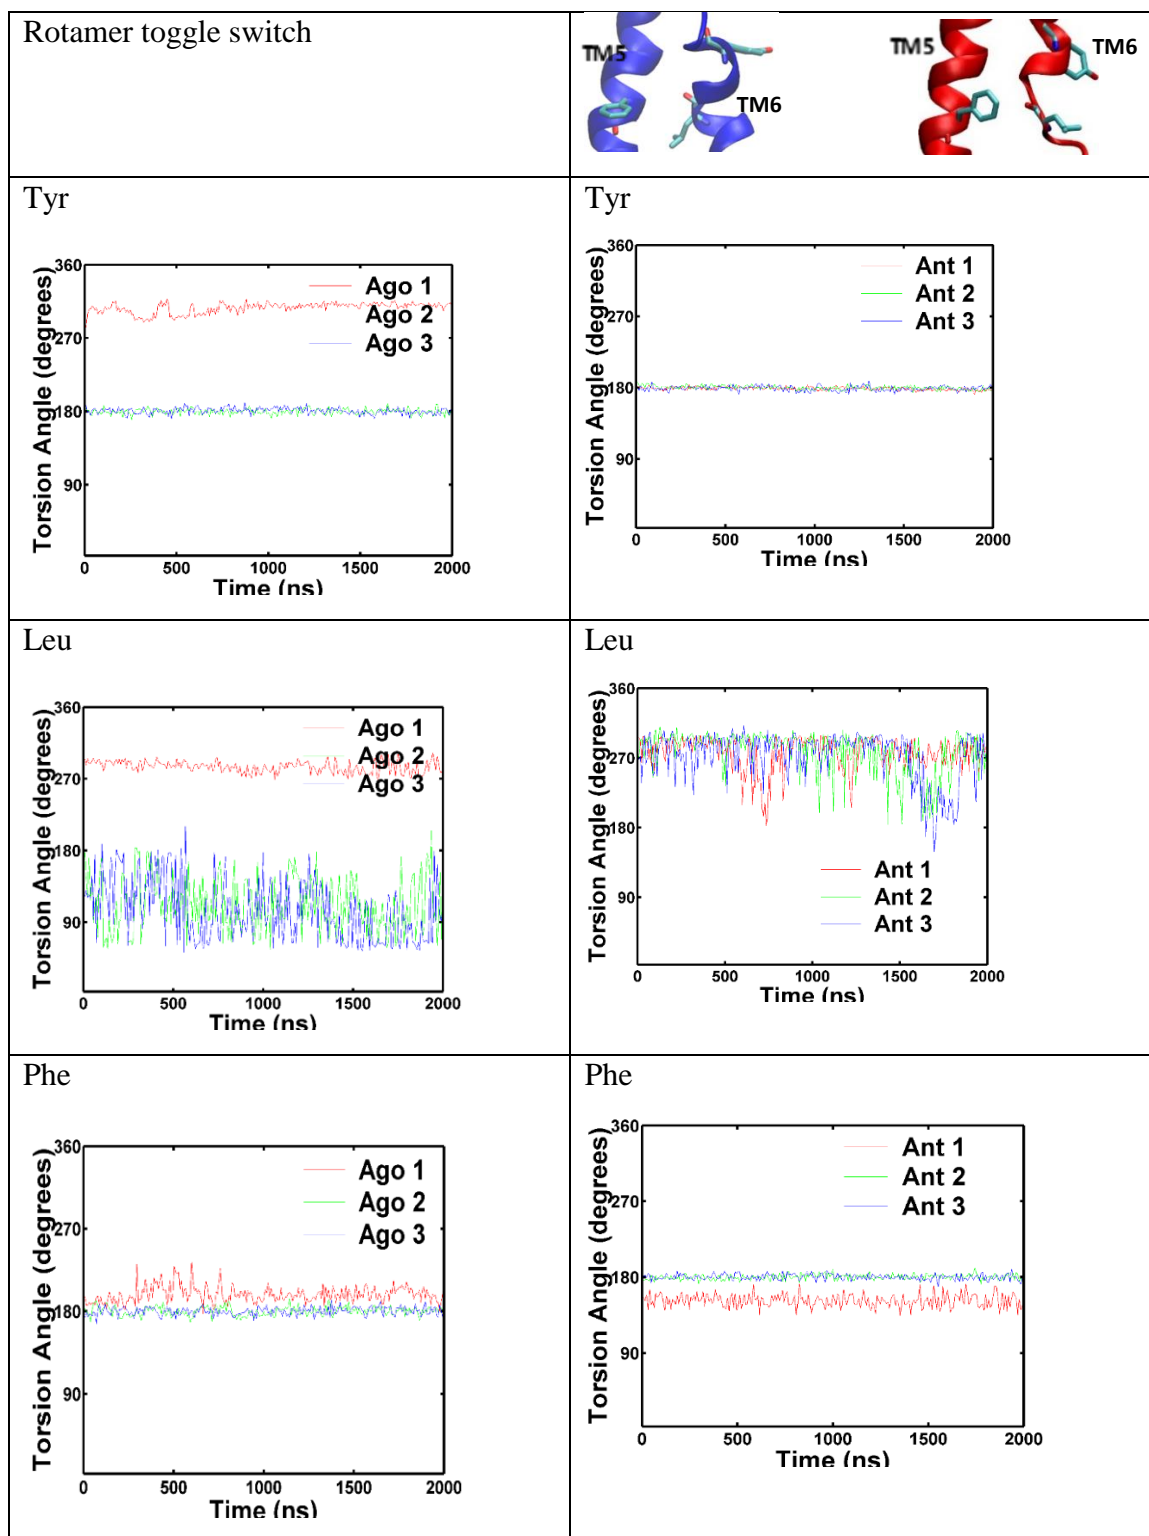 Rotamer toggle switch
TM5
TM6
TM5
TM6
Tyr
Torsion Angle (degrees)
360
270
180
90
Ago 1
Ago 2
Ago 3
0 500 1000 1500 2000
Time (ns)
Tyr
Torsion Angle (degrees)
360
270
180
90
Ant 1
Ant 2
Ant 3
0 500 1000 1500 2000
Time (ns)
Leu
Torsion Angle (degrees)
360
270
180
90
Ago 1
Ago 2
Ago 3
0 500 1000 1500 2000
Time (ns)
Leu
Torsion Angle (degrees)
360
270
180
90
Ant 1
Ant 2
Ant 3
0 500 1000 1500 2000
Time (ns)
Phe
Torsion Angle (degrees)
360
270
180
90
Ago 1
Ago 2
Ago 3
0 500 1000 1500 2000
Time (ns)
Phe
Torsion Angle (degrees)
360
270
180
90
Ant 1
Ant 2
Ant 3
0 500 1000 1500 2000
Time (ns)